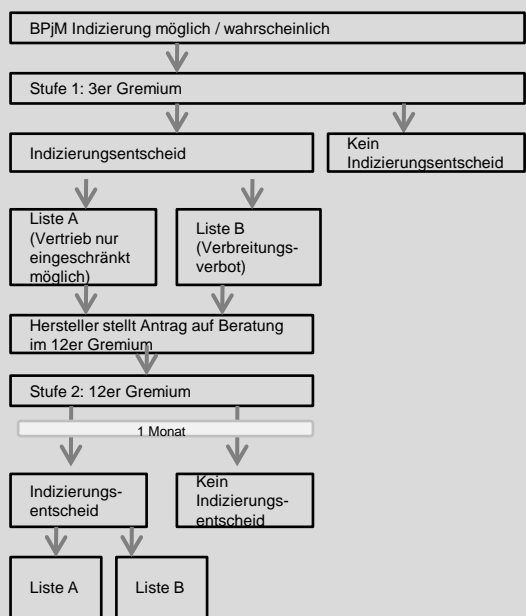 BPjM Indizierung möglich / wahrscheinlich
Stufe 1: 3er Gremium
Indizierungsentscheid
Kein
Indizierungsentscheid
Liste A
(Vertrieb nur
eingeschränkt
möglich)
Liste B
(Verbreitungs-
verbot)
Hersteller stellt Antrag auf Beratung
im 12er Gremium
Stufe 2: 12er Gremium
1 Monat
Indizierungs-
entscheid
Kein
Indizierungs-
entscheid
Liste A
Liste B